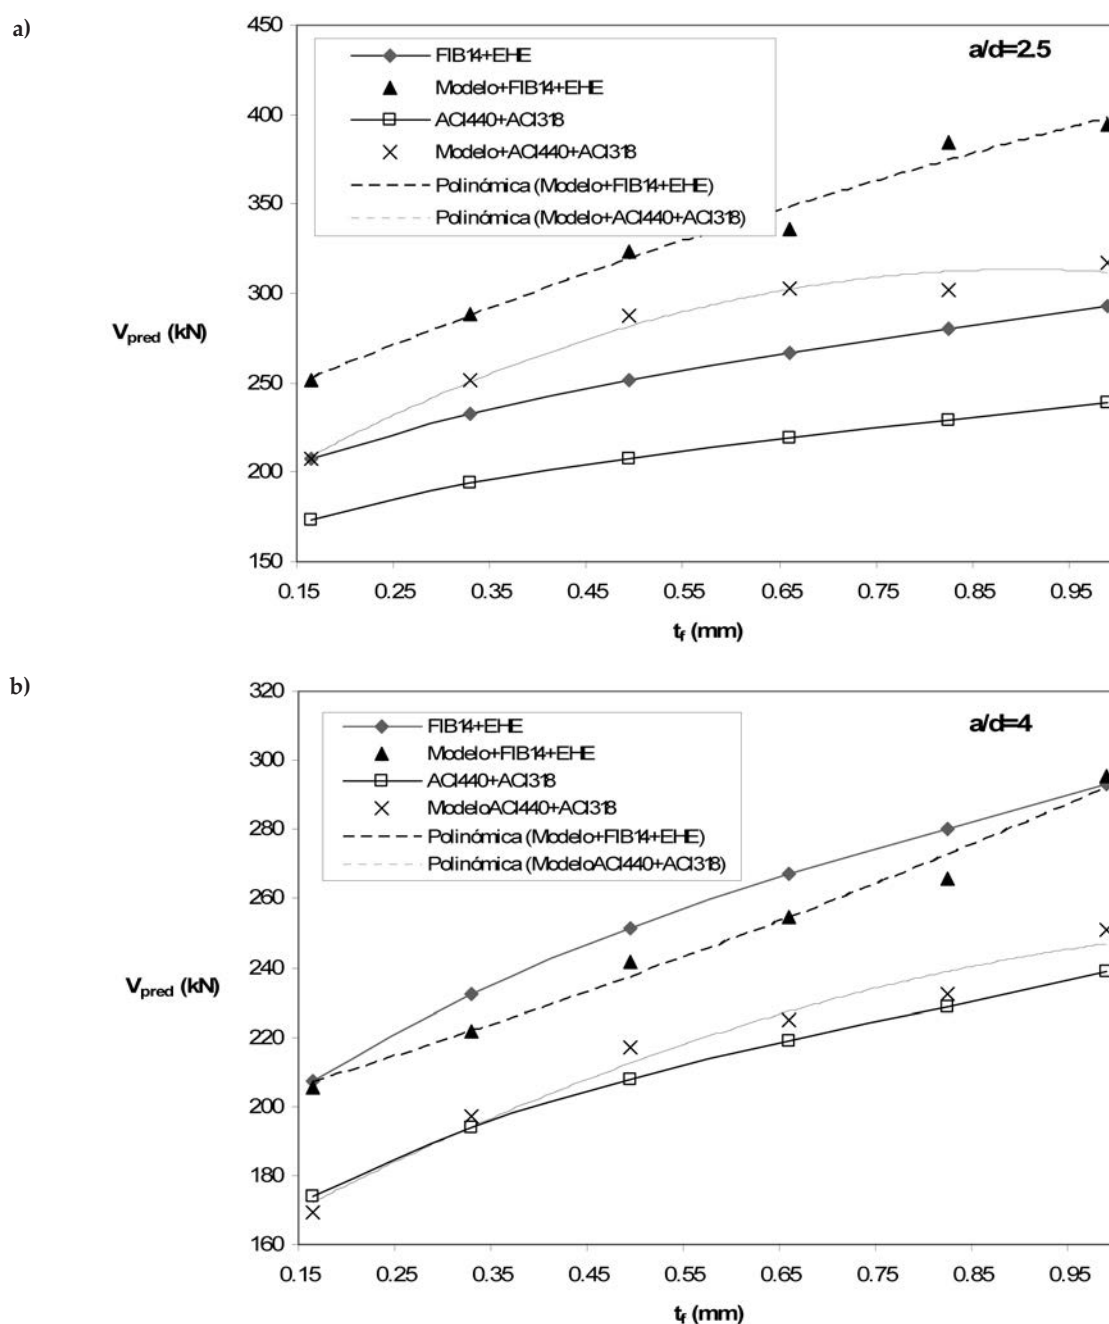 a)
450
400
350
300
250
200
150
V_pred (kN)
FIB14+EHE
Modelo+FIB14+EHE
ACI440+ACI318
Modelo+ACI440+ACI318
Polinómica (Modelo+FIB14+EHE)
Polinómica (Modelo+ACI440+ACI318)
a/d=2.5
0.15 0.25 0.35 0.45 0.55 0.65 0.75 0.85 0.95
t_f (mm)
b)
320
300
280
260
240
220
200
180
160
V_pred (kN)
FIB14+EHE
Modelo+FIB14+EHE
ACI440+ACI318
ModeloACI440+ACI318
Polinómica (Modelo+FIB14+EHE)
Polinómica (ModeloACI440+ACI318)
a/d=4
0.15 0.25 0.35 0.45 0.55 0.65 0.75 0.85 0.95
t_f (mm)